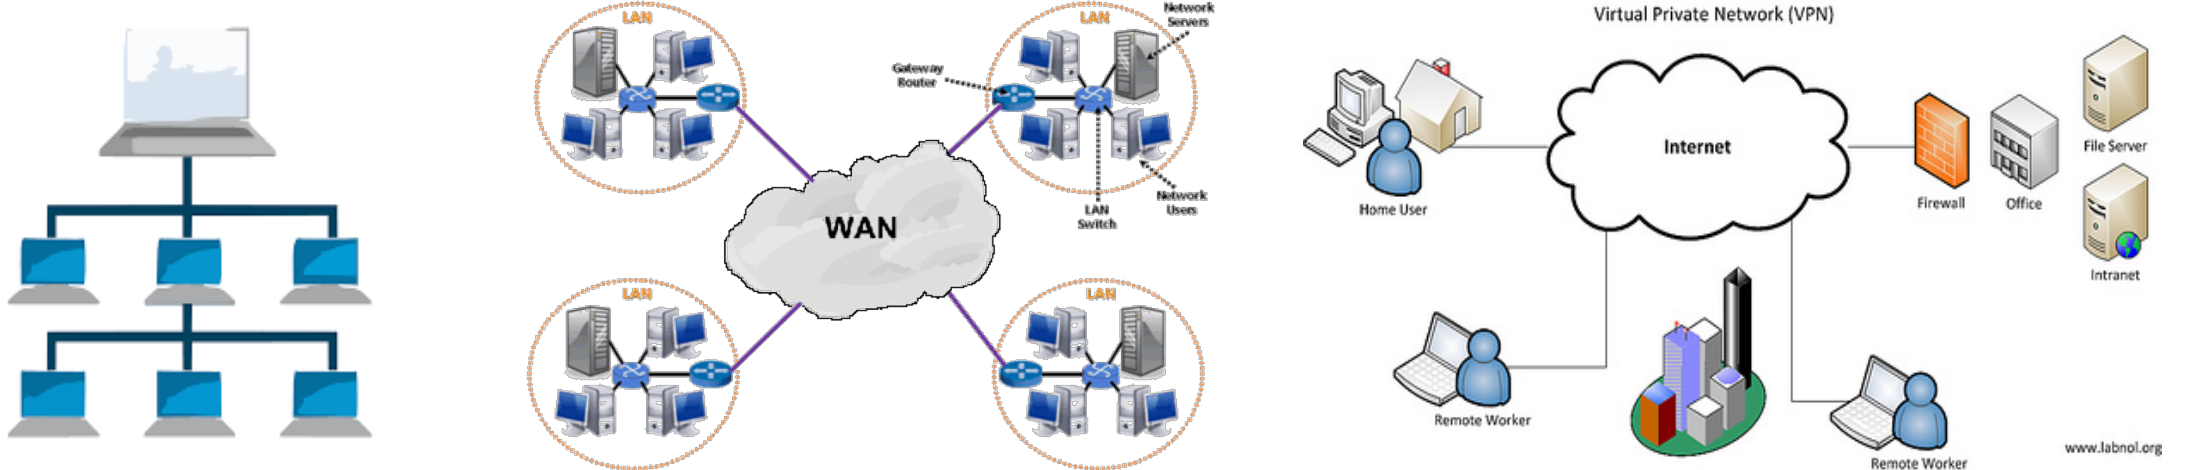 LAN
LAN
Network
Servers
Gateway
Router
WAN
LAN
Switch
Network
Users
LAN
LAN
Virtual Private Network (VPN)
Internet
Home User
Firewall
Office
File Server
Intranet
Remote Worker
Remote Worker
www.labnol.org